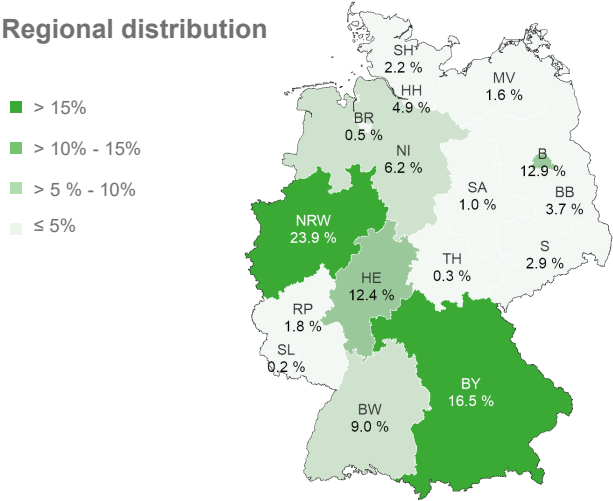 Regional distribution
> 15%
> 10% - 15%
> 5 % - 10%
≤ 5%
SH
2.2 %
MV
1.6 %
HH
4.9 %
BR
0.5 %
NI
6.2 %
B
12.9 %
BB
3.7 %
SA
1.0 %
NRW
23.9 %
S
2.9 %
TH
0.3 %
HE
12.4 %
RP
1.8 %
SL
0.2 %
BY
16.5 %
BW
9.0 %